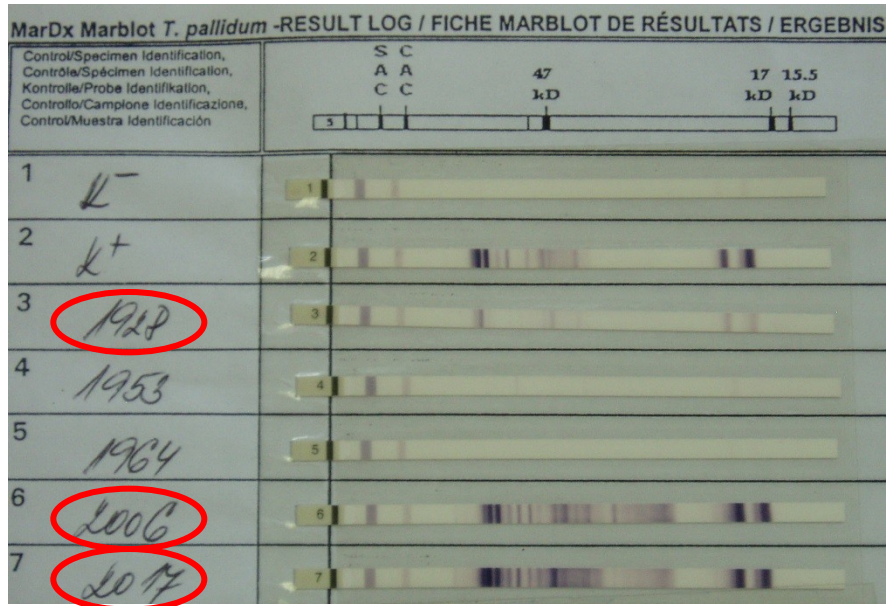 MarDx Marblot T. pallidum -RESULT LOG / FICHE MARBLOT DE RÉSULTATS / ERGEBNIS
Control/Specimen Identification,
Contrôle/Spécimen Identification,
Kontrolle/Probe Identifikation,
Controllo/Campione Identificazione,
Control/Muestra Identificación
S C
A A
C C
47 17 15.5
kD kD kD
5
1 K- 1
2 K+ 2
3 1928 3
4 1953 4
5 1964 5
6 2006 6
7 2017 7